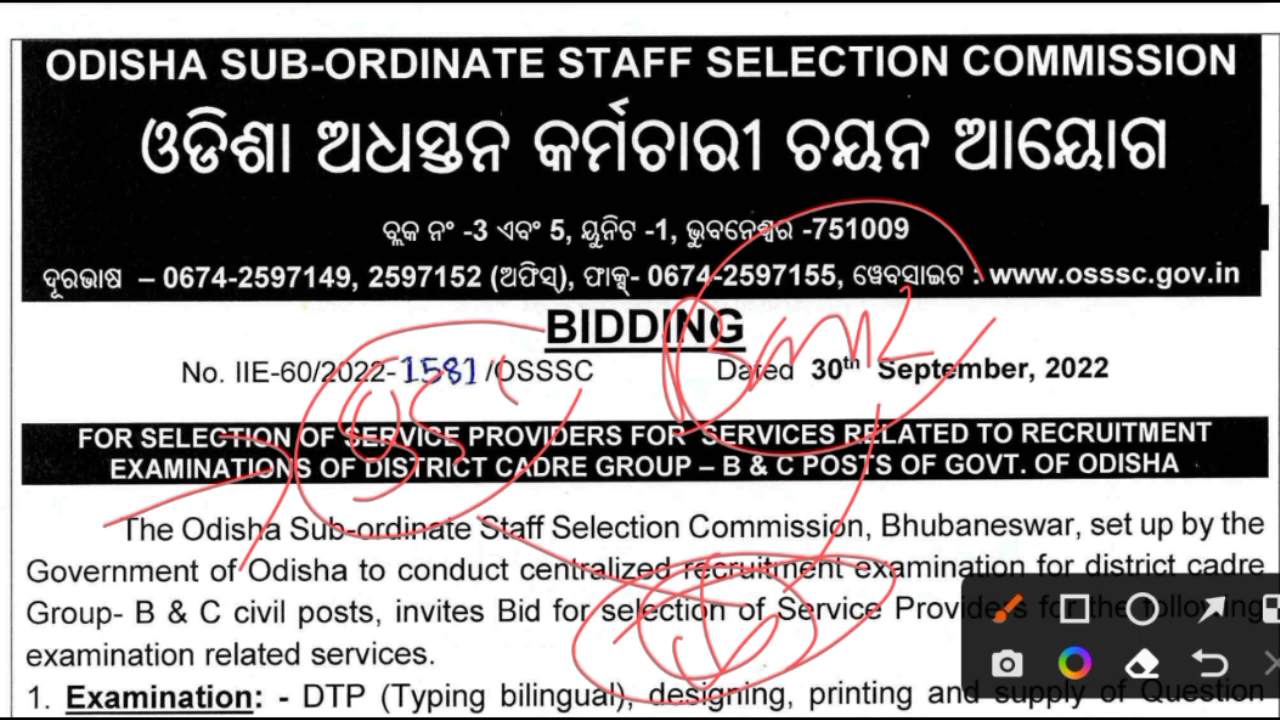 ODISHA SUB-ORDINATE STAFF SELECTION COMMISSION
ଓଡିଶା ଅଧସ୍ତନ କର୍ମଚାରୀ ଚୟନ ଆୟୋଗ
ବ୍ଲକ ନଂ -3 ଏବଂ 5, ୟୁନିଟ -1, ଭୁବନେଶ୍ୱର -751009
ଦୂରଭାଷ – 0674-2597149, 2597152 (ଅଫିସ୍), ଫାକ୍ସ୍- 0674-2597155, ୱେବସାଇଟ : www.osssc.gov.in
BIDDING
No. IIE-60/2022-1581/OSSSC Dated 30th September, 2022
FOR SELECTION OF SERVICE PROVIDERS FOR SERVICES RELATED TO RECRUITMENT
EXAMINATIONS OF DISTRICT CADRE GROUP – B & C POSTS OF GOVT. OF ODISHA
The Odisha Sub-ordinate Staff Selection Commission, Bhubaneswar, set up by the
Government of Odisha to conduct centralized recruitment examination for district cadre
Group- B & C civil posts, invites Bid for selection of Service Providers for the following
examination related services.
1. Examination: - DTP (Typing bilingual), designing, printing and supply of Question